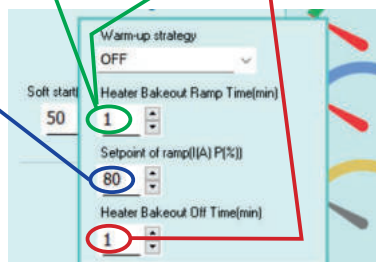 Warm-up strategy
OFF
Soft start(
Heater Bakeout Ramp Time(min)
50
1
Setpoint of ramp(I(A) P(%))
80
Heater Bakeout Off Time(min)
1